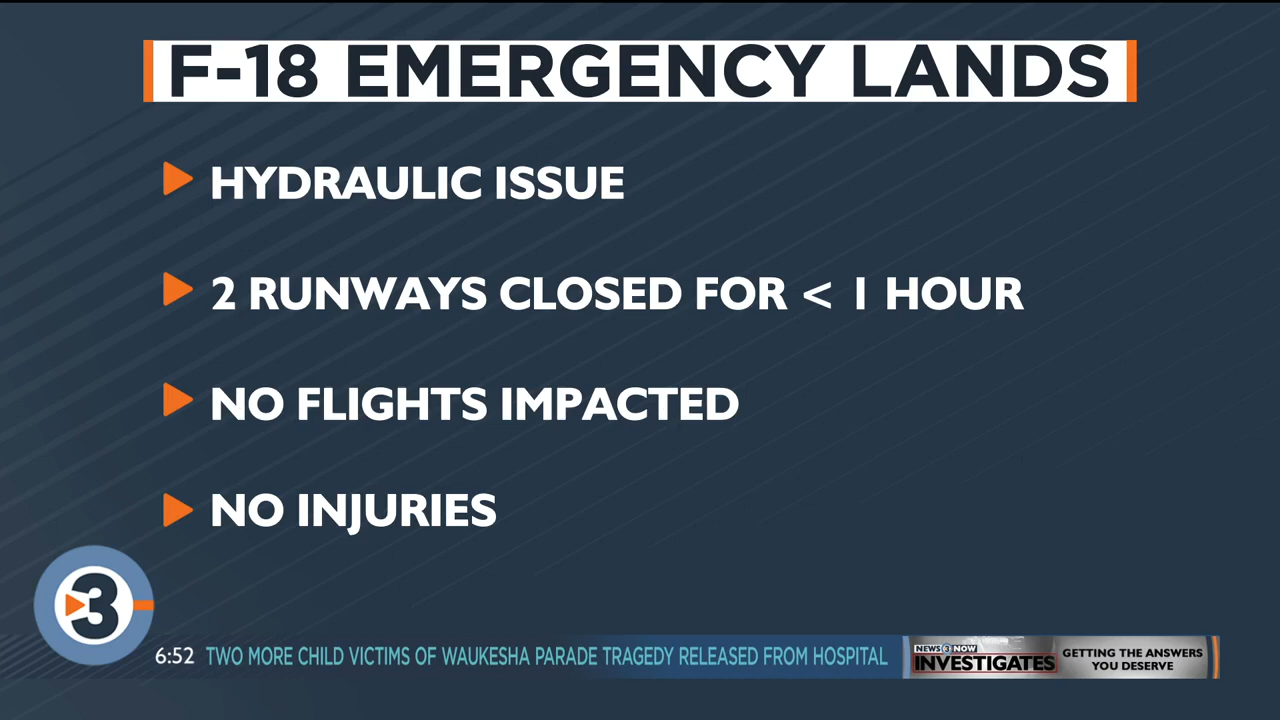 F-18 EMERGENCY LANDS
HYDRAULIC ISSUE
2 RUNWAYS CLOSED FOR < 1 HOUR
NO FLIGHTS IMPACTED
NO INJURIES
3
6:52 TWO MORE CHILD VICTIMS OF WAUKESHA PARADE TRAGEDY RELEASED FROM HOSPITAL
NEWS 3 NOW
INVESTIGATES
GETTING THE ANSWERS
YOU DESERVE